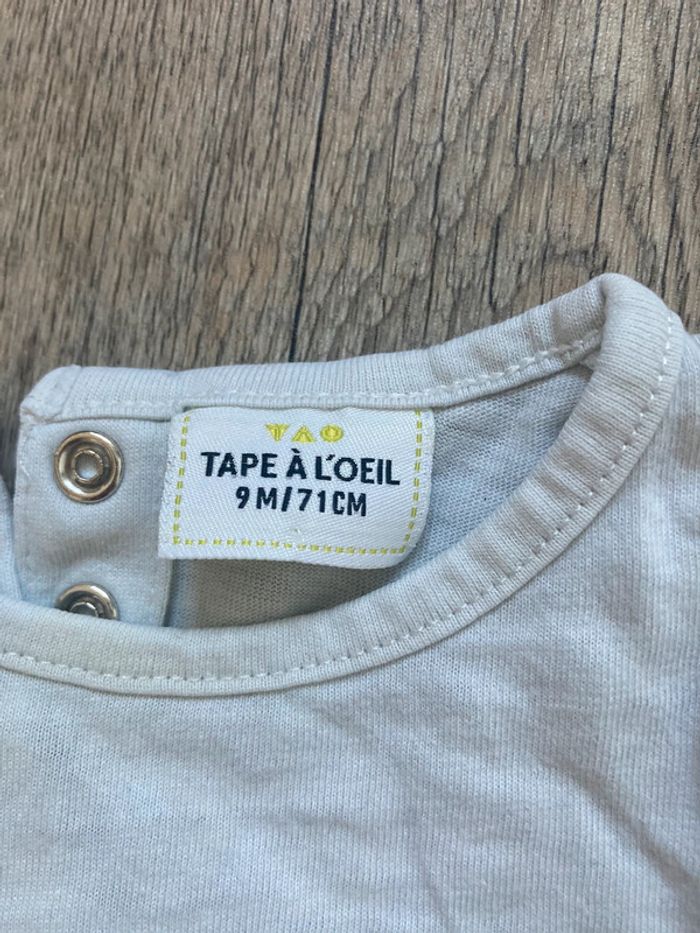 TAO
TAPE À L'OEIL
9M/71CM